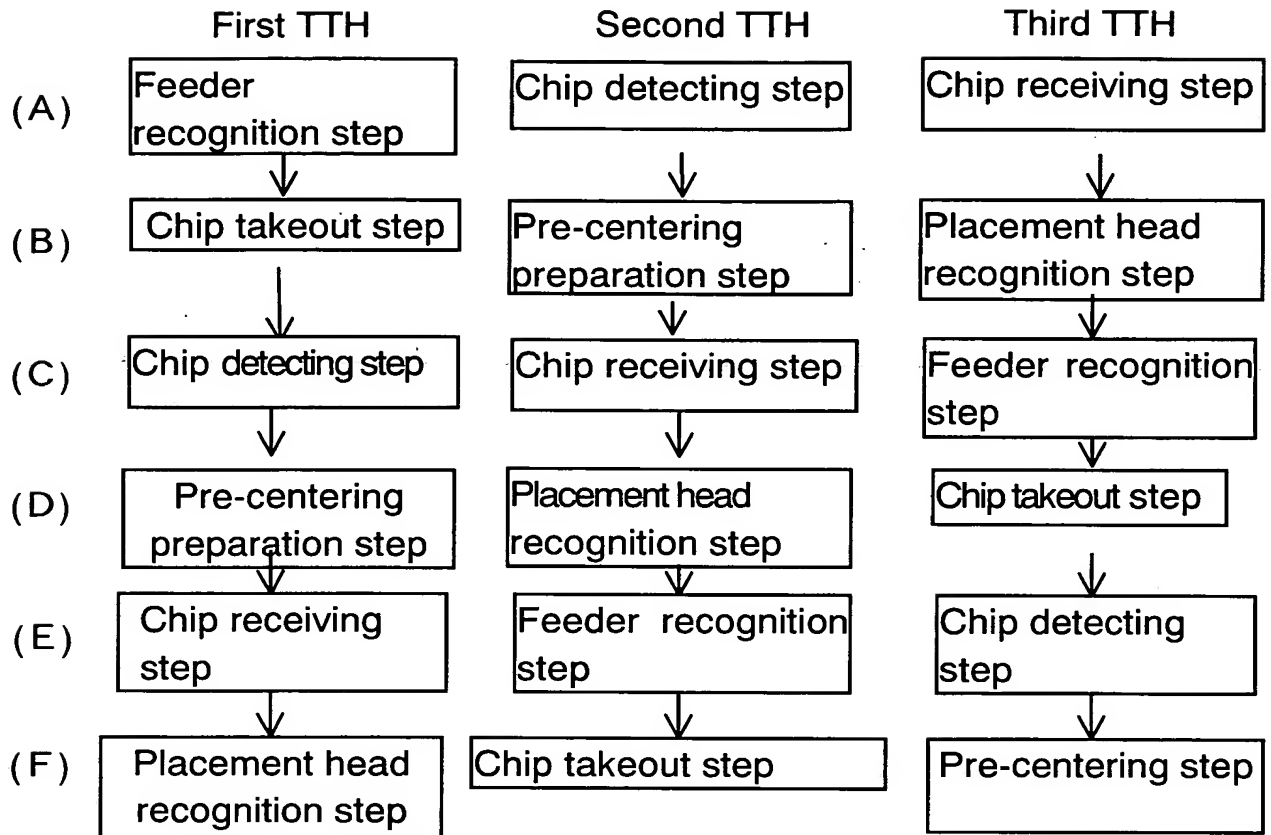 First TTH Second TTH Third TTH
(A)
Feeder
recognition step
Chip detecting step
Chip receiving step
(B)
Chip takeout step
Pre-centering
preparation step
Placement head
recognition step
(C)
Chip detecting step
Chip receiving step
Feeder recognition
step
(D)
Pre-centering
preparation step
Placement head
recognition step
Chip takeout step
(E)
Chip receiving
step
Feeder recognition
step
Chip detecting
step
(F)
Placement head
recognition step
Chip takeout step
Pre-centering step